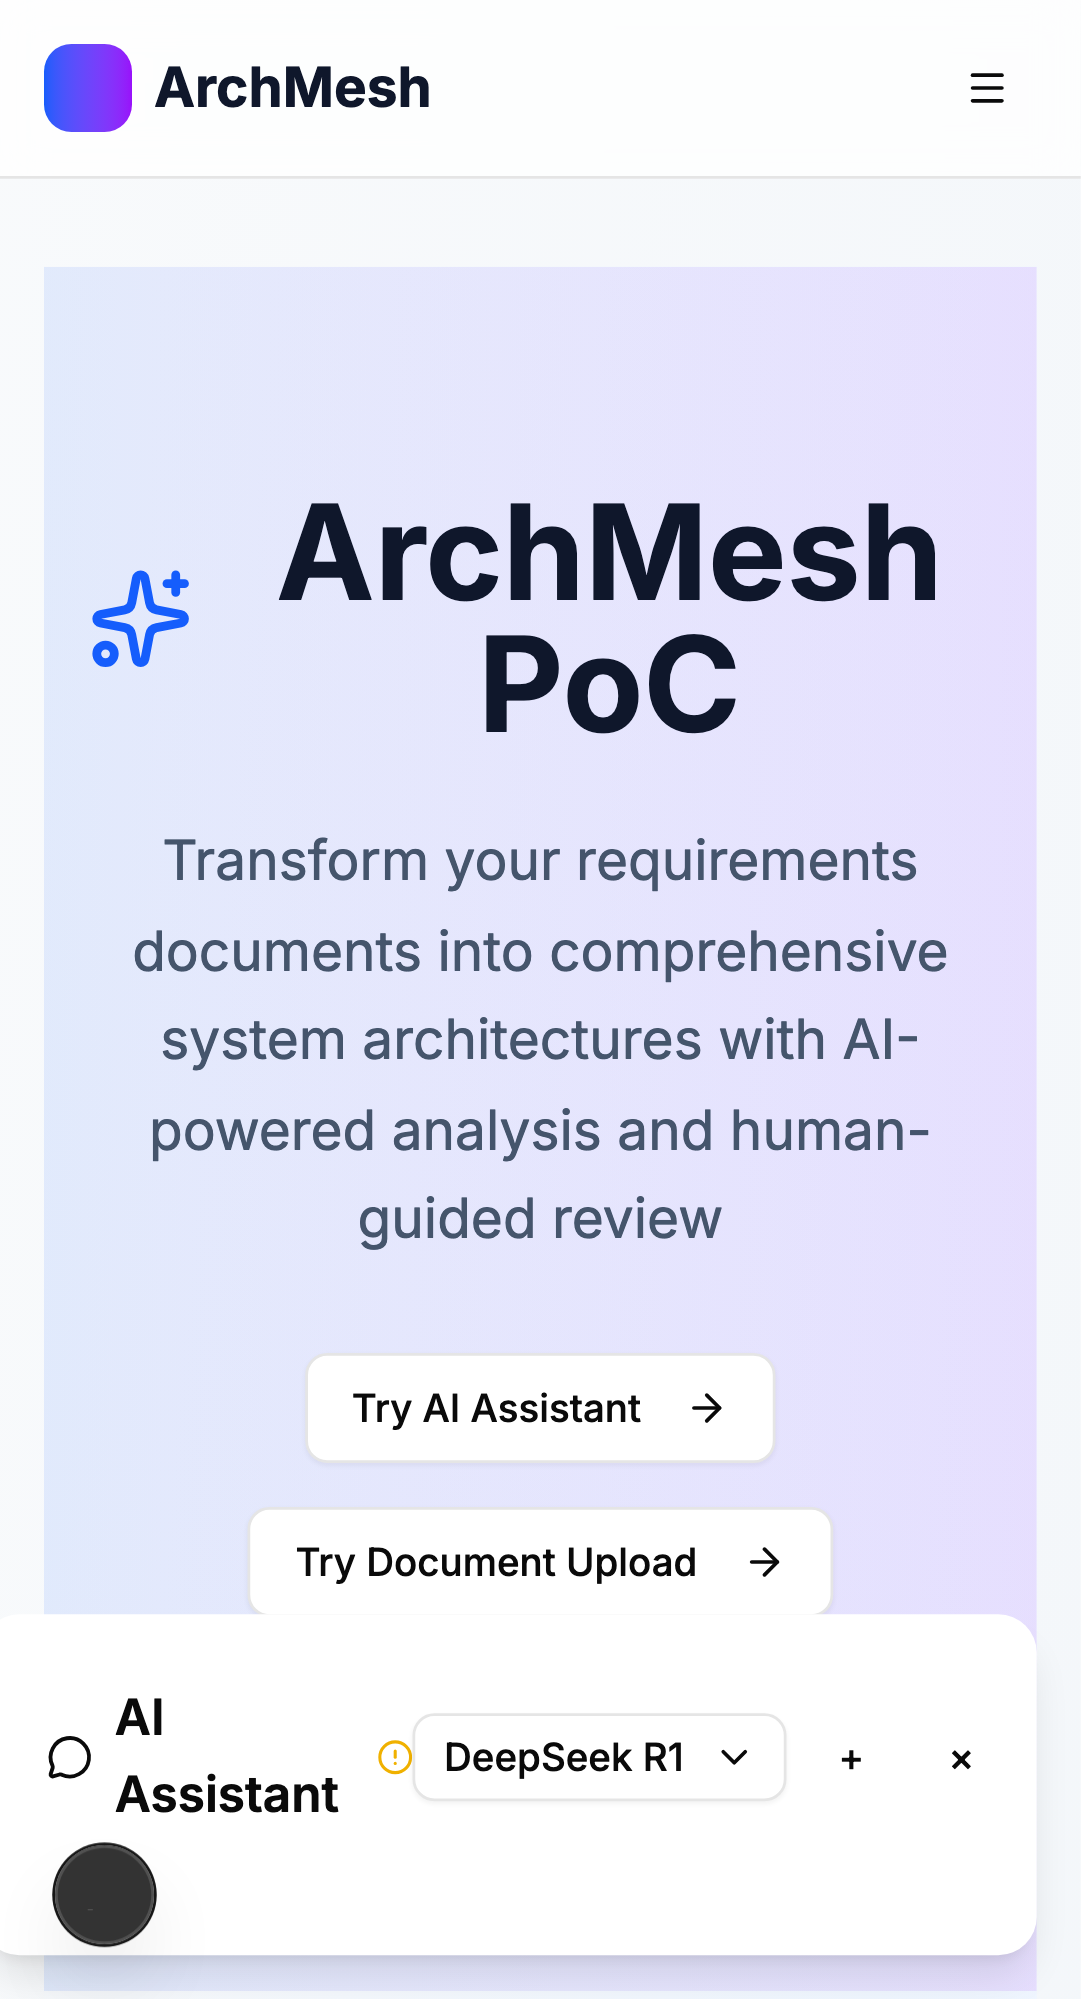 ArchMesh
ArchMesh
PoC
Transform your requirements
documents into comprehensive
system architectures with AI-
powered analysis and human-
guided review
Try AI Assistant
Try Document Upload
AI
Assistant
DeepSeek R1